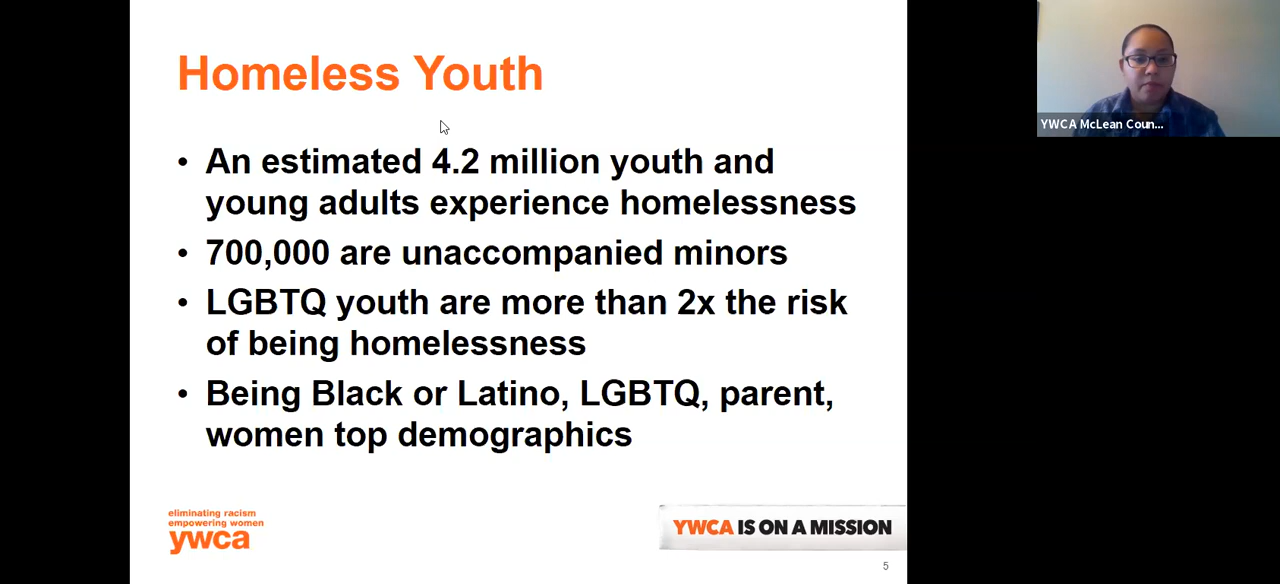 Homeless Youth
• An estimated 4.2 million youth and
young adults experience homelessness
• 700,000 are unaccompanied minors
• LGBTQ youth are more than 2x the risk
of being homelessness
• Being Black or Latino, LGBTQ, parent,
women top demographics
eliminating racism
empowering women
ywca
YWCA IS ON A MISSION
5
YWCA McLean Coun...